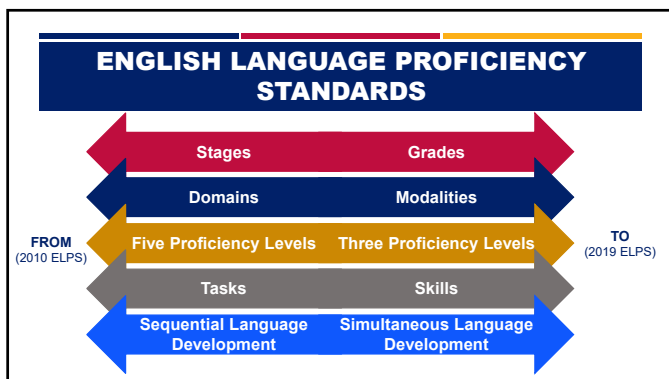 ENGLISH LANGUAGE PROFICIENCY
STANDARDS
Stages
Grades
Domains
Modalities
FROM
(2010 ELPS)
Five Proficiency Levels
Three Proficiency Levels
TO
(2019 ELPS)
Tasks
Skills
Sequential Language
Development
Simultaneous Language
Development